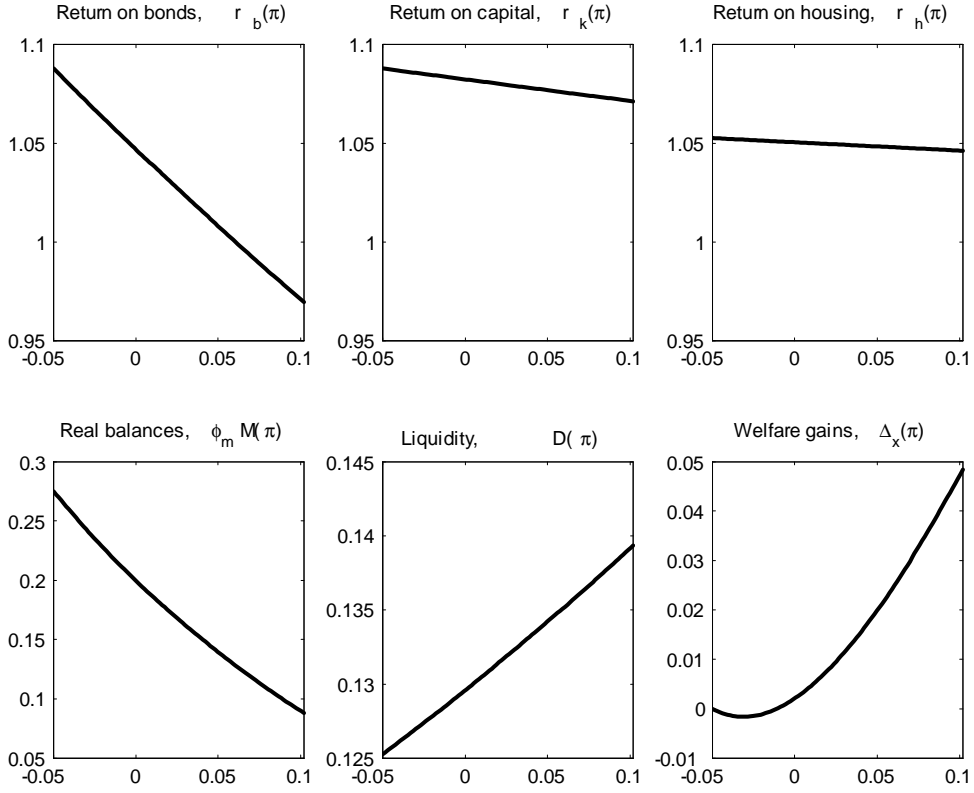 Return on bonds, r_b(π)
Return on capital, r_k(π)
Return on housing, r_h(π)
1.1
1.05
1
0.95
-0.05 0 0.05 0.1
1.1
1.05
1
0.95
-0.05 0 0.05 0.1
1.1
1.05
1
0.95
-0.05 0 0.05 0.1
Real balances, ϕ_m M(π)
Liquidity, D(π)
Welfare gains, Δ_x(π)
0.3
0.25
0.2
0.15
0.1
0.05
-0.05 0 0.05 0.1
0.145
0.14
0.135
0.13
0.125
-0.05 0 0.05 0.1
0.05
0.04
0.03
0.02
0.01
0
-0.01
-0.05 0 0.05 0.1